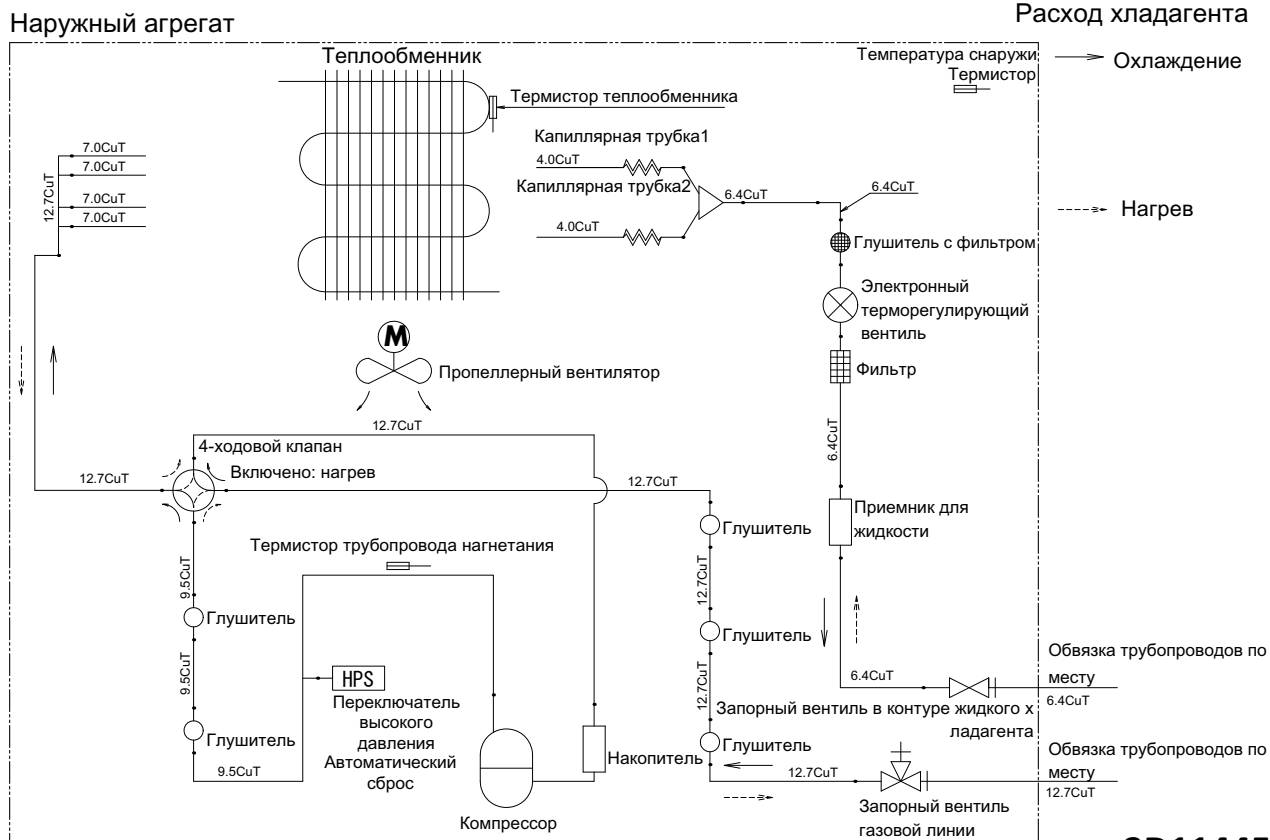 Наружный агрегат
Расход хладагента
Теплообменник
Температура снаружи
Термистор
Охлаждение
Термистор теплообменника
Капиллярная трубка1
4.0CuT
Капиллярная трубка2
6.4CuT
6.4CuT
4.0CuT
7.0CuT
7.0CuT
12.7CuT
7.0CuT
7.0CuT
Нагрев
Глушитель с фильтром
Электронный
терморегулирующий
вентиль
M
Пропеллерный вентилятор
Фильтр
12.7CuT
6.4CuT
4-ходовой клапан
Включено: нагрев
12.7CuT
12.7CuT
Приемник для
жидкости
Глушитель
Термистор трубопровода нагнетания
9.5CuT
12.7CuT
Глушитель
Глушитель
9.5CuT
12.7CuT
HPS
Переключатель
высокого
давления
Автоматический
сброс
6.4CuT
Обвязка трубопроводов по
месту
6.4CuT
Запорный вентиль в контуре жидкого х
ладагента
Глушитель
9.5CuT
Накопитель
Глушитель
12.7CuT
Обвязка трубопроводов по
месту
12.7CuT
Компрессор
Запорный вентиль
газовой линии